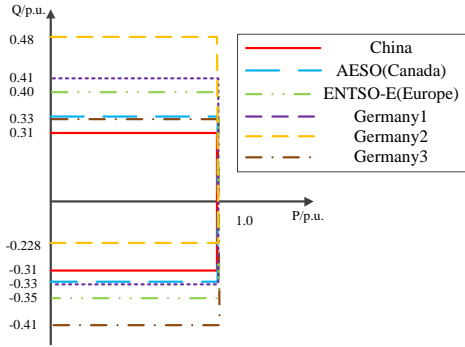 Q/p.u.
0.48
0.41
0.40
0.33
0.31
-0.228
-0.31
-0.33
-0.35
-0.41
1.0
P/p.u.
China
AESO(Canada)
ENTSO-E(Europe)
Germany1
Germany2
Germany3